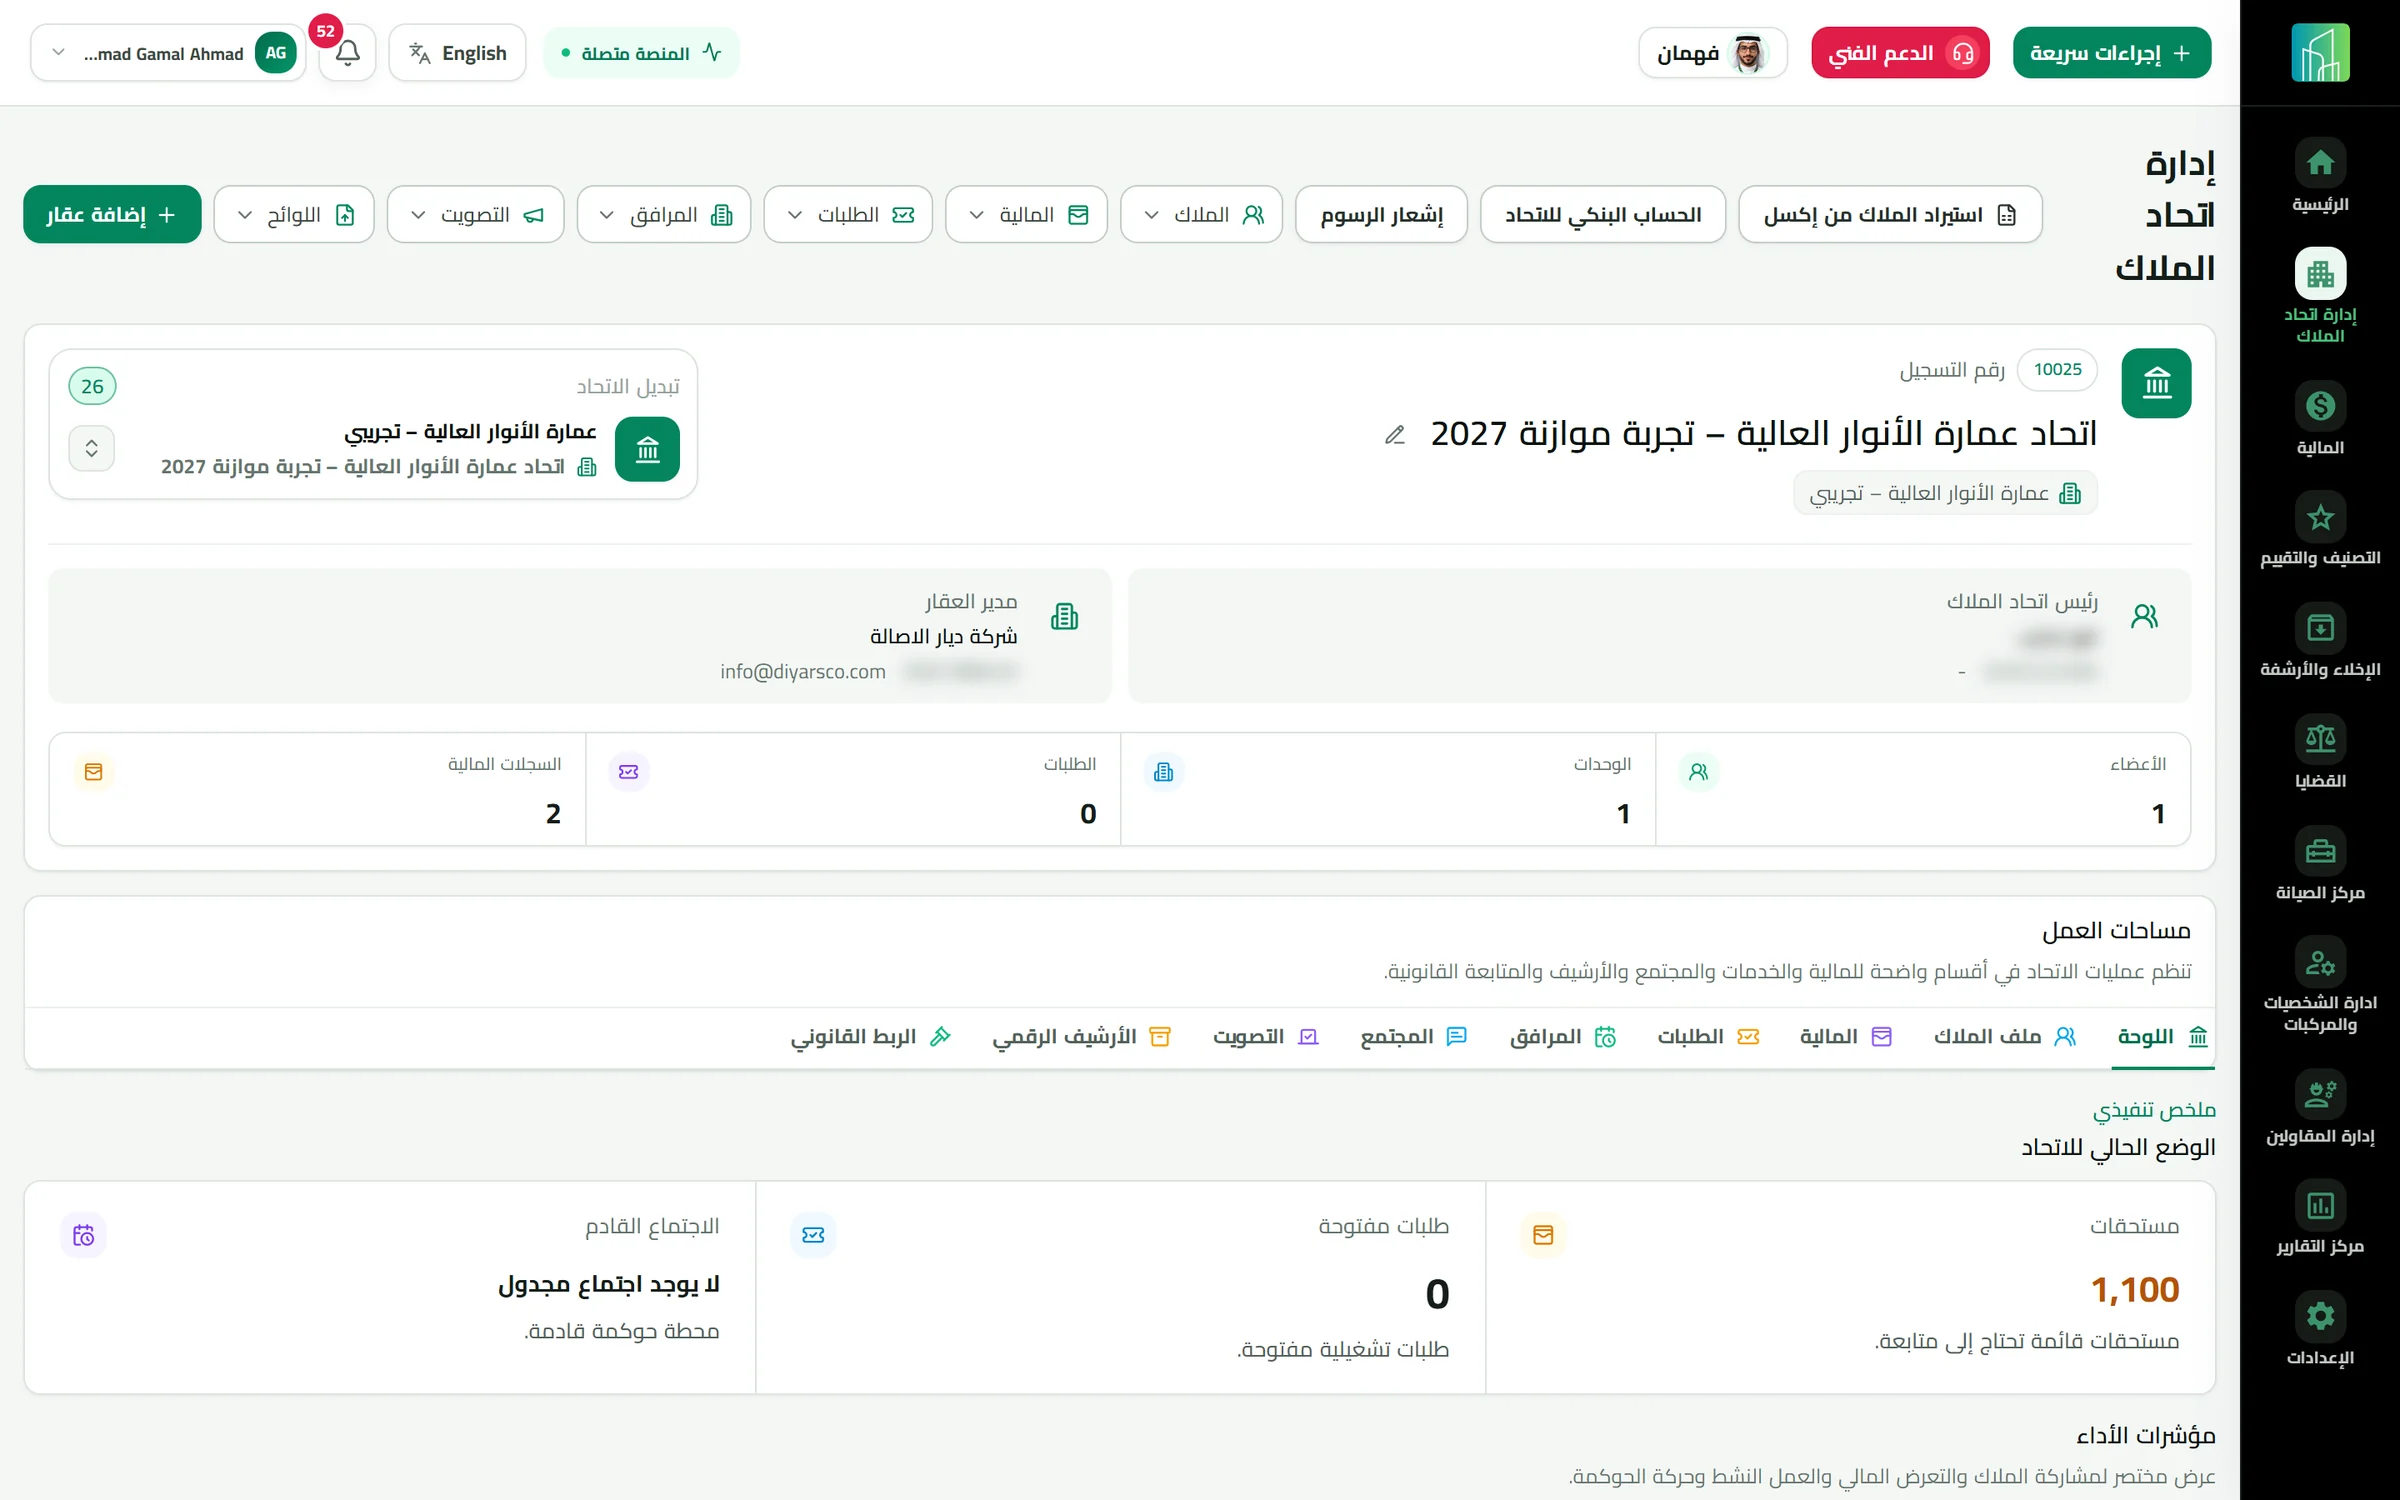 إجراءات سريعة
الدعم الفني
فهمان
المنصة متصلة
English
52
AG
...mad Gamal Ahmad
الرئيسية
إدارة اتحاد
الملاك
المالية
التصنيف والتقييم
الإخلاء والأرشفة
القضايا
مركز الصيانة
ادارة الشخصيات
والمركبات
إدارة المقاولين
مركز التقارير
الإعدادات
إدارة
اتحاد
الملاك
استيراد الملاك من إكسل
الحساب البنكي للاتحاد
إشعار الرسوم
الملاك
المالية
الطلبات
المرافق
التصويت
اللوائح
إضافة عقار
10025 رقم التسجيل
اتحاد عمارة الأنوار العالية – تجربة موازنة 2027
عمارة الأنوار العالية – تجريبي
تبديل الاتحاد
26
عمارة الأنوار العالية – تجريبي
اتحاد عمارة الأنوار العالية – تجربة موازنة 2027
رئيس اتحاد الملاك
-
مدير العقار
شركة ديار الاصالة
info@diyarsco.com
الأعضاء
1
الوحدات
1
الطلبات
0
السجلات المالية
2
مساحات العمل
تنظم عمليات الاتحاد في أقسام واضحة للمالية والخدمات والمجتمع والأرشيف والمتابعة القانونية.
اللوحة
ملف الملاك
المالية
الطلبات
المرافق
المجتمع
التصويت
الأرشيف الرقمي
الربط القانوني
ملخص تنفيذي
الوضع الحالي للاتحاد
مستحقات
1,100
مستحقات قائمة تحتاج إلى متابعة.
طلبات مفتوحة
0
طلبات تشغيلية مفتوحة.
الاجتماع القادم
لا يوجد اجتماع مجدول
محطة حوكمة قادمة.
مؤشرات الأداء
عرض مختصر لمشاركة الملاك والتعرض المالي والعمل النشط وحركة الحوكمة.